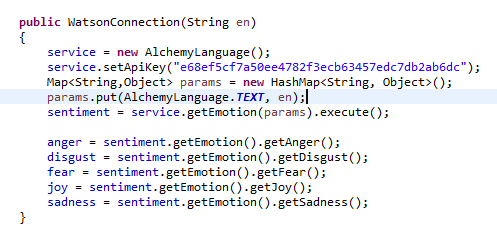 public WatsonConnection(String en)
{
service = new AlchemyLanguage();
service.setApiKey("e68ef5cf7a50ee4782f3ecb63457edc7db2ab6dc");
Map<String,Object> params = new HashMap<String, Object>();
params.put(AlchemyLanguage.TEXT, en);
sentiment = service.getEmotion(params).execute();

anger = sentiment.getEmotion().getAnger();
disgust = sentiment.getEmotion().getDisgust();
fear = sentiment.getEmotion().getFear();
joy = sentiment.getEmotion().getJoy();
sadness = sentiment.getEmotion().getSadness();
}